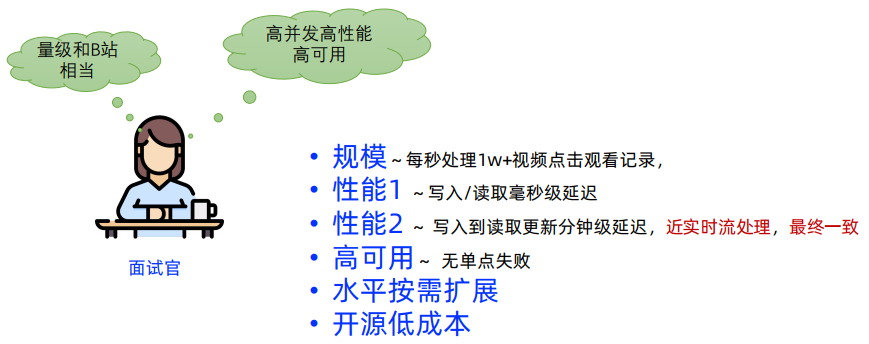 量级和B站
相当
高并发高性能
高可用
• 规模 ~ 每秒处理1w+视频点击观看记录，
• 性能1 ~ 写入/读取毫秒级延迟
• 性能2 ~ 写入到读取更新分钟级延迟，近实时流处理，最终一致
• 高可用 ~ 无单点失败
• 水平按需扩展
• 开源低成本
面试官